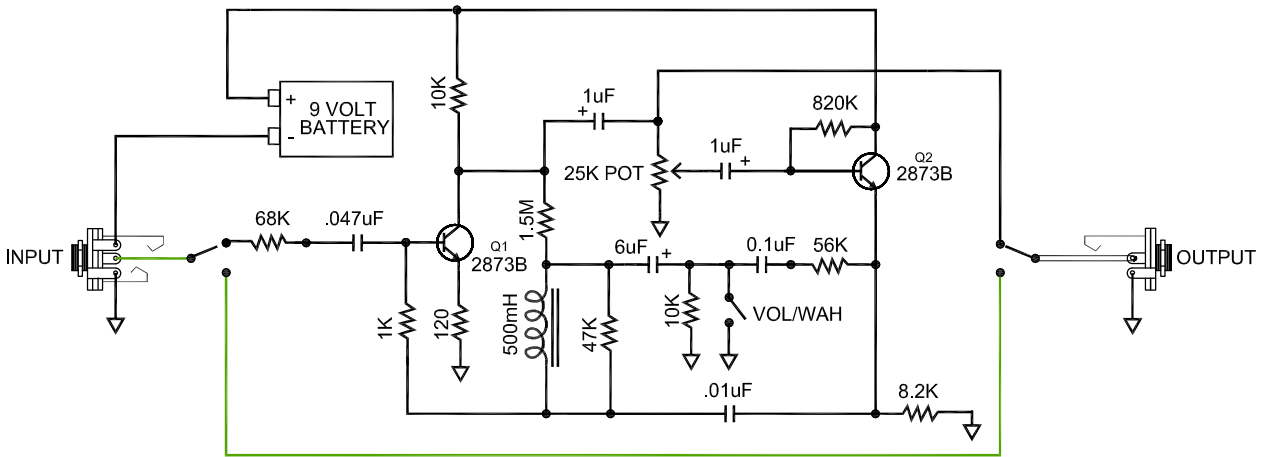 +
9 VOLT
BATTERY
-
10K
1uF
+
820K
1uF
+
Q2
2873B
25K POT
1.5M
68K
.047uF
Q1
2873B
INPUT
6uF
+
0.1uF
56K
OUTPUT
1K
120
500mH
47K
10K
VOL/WAH
.01uF
8.2K